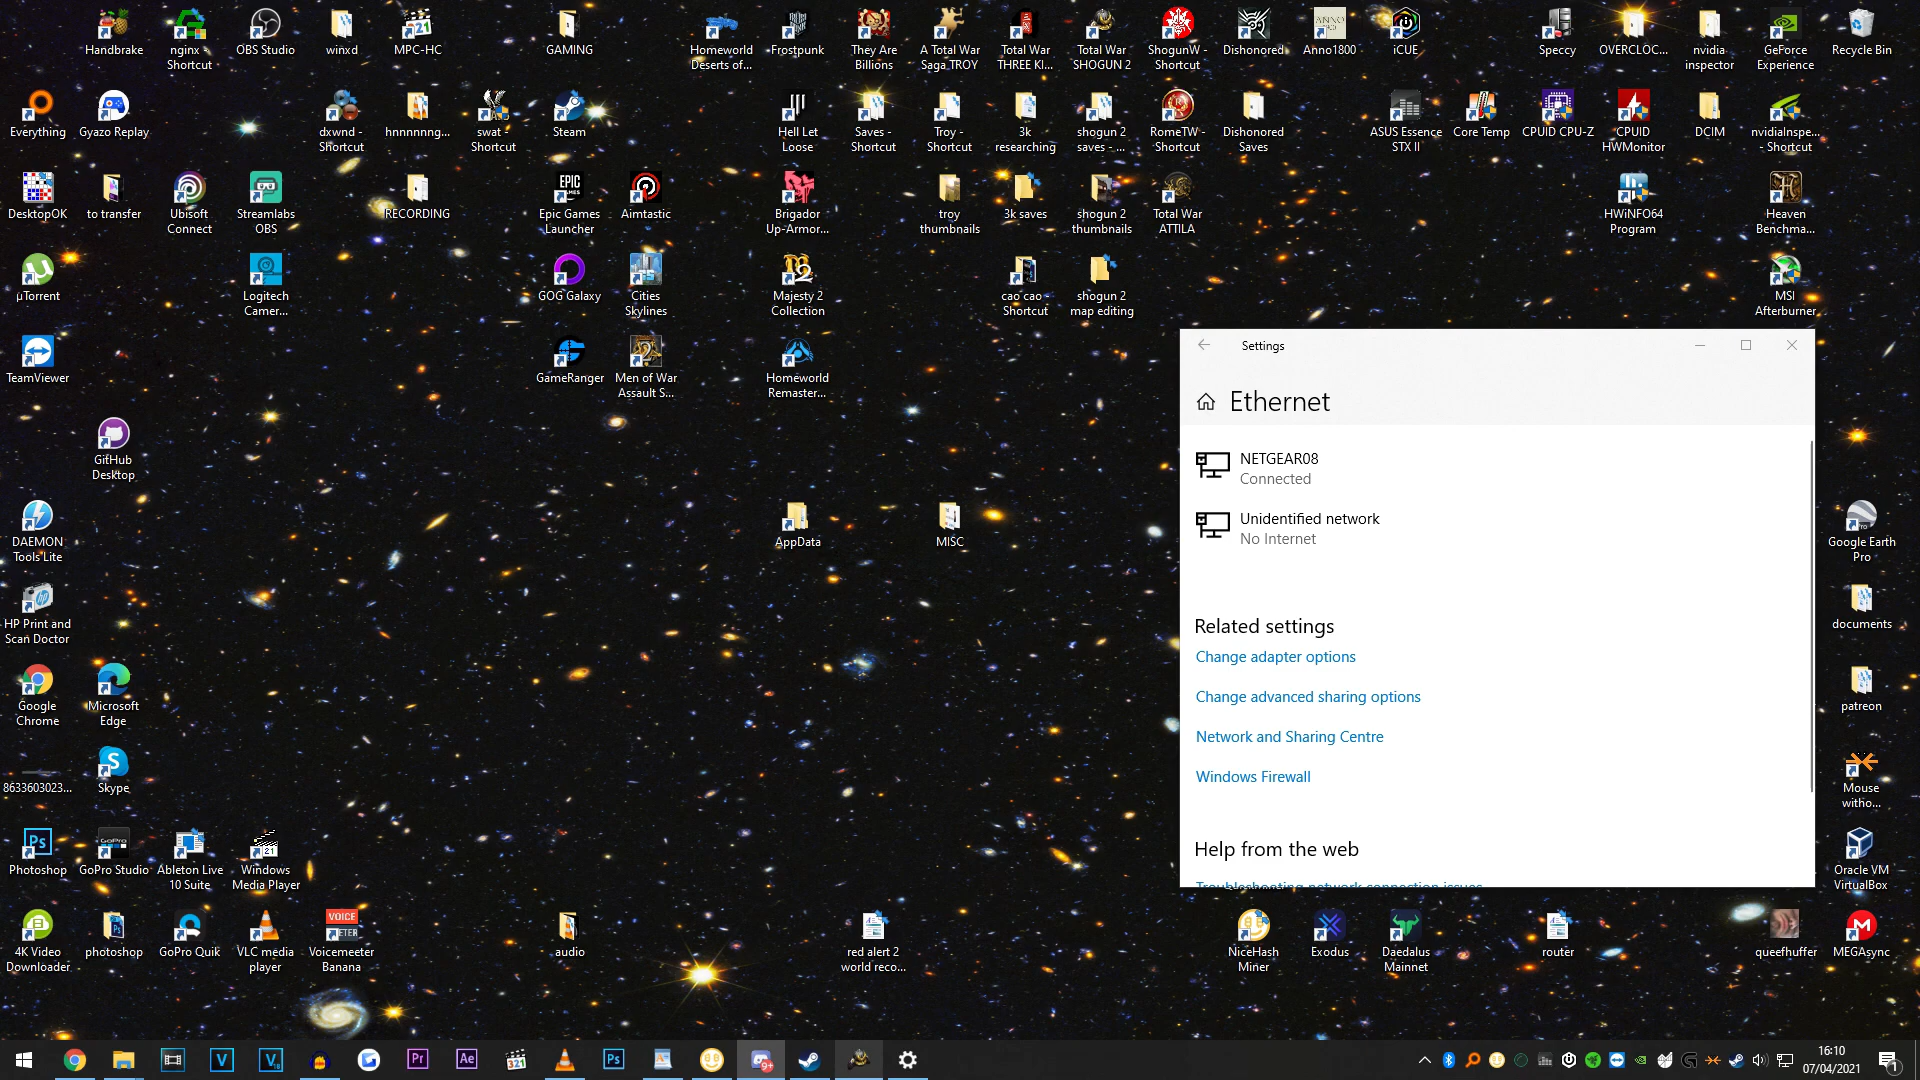 Handbrake
nginx -
Shortcut
OBS Studio
winxd
MPC-HC
GAMING
Homeworld
Deserts of...
Frostpunk
They Are
Billions
A Total War
Saga TROY
Total War
THREE KI...
Total War
SHOGUN 2
ShogunW -
Shortcut
Dishonored
Anno1800
iCUE
Speccy
OVERCLOC...
nvidia
inspector
GeForce
Experience
Recycle Bin
Everything
Gyazo Replay
dxwnd -
Shortcut
hnnnnnng...
swat -
Shortcut
Steam
Hell Let
Loose
Saves -
Shortcut
Troy -
Shortcut
3k
researching
shogun 2
saves - ...
RomeTW -
Shortcut
Dishonored
Saves
ASUS Essence
STX II
Core Temp
CPUID CPU-Z
CPUID
HWMonitor
DCIM
nvidiaInspe...
- Shortcut
DesktopOK
to transfer
Ubisoft
Connect
Streamlabs
OBS
RECORDING
Epic Games
Launcher
Aimtastic
Brigador
Up-Armor...
troy
thumbnails
3k saves
shogun 2
thumbnails
Total War
ATTILA
HWiNFO64
Program
Heaven
Benchma...
µTorrent
Logitech
Camer...
GOG Galaxy
Cities
Skylines
Majesty 2
Collection
cao cao -
Shortcut
shogun 2
map editing
MSI
Afterburner
TeamViewer
GameRanger
Men of War
Assault S...
Homeworld
Remaster...
Settings
Ethernet
GitHub
Desktop
NETGEAR08
Connected
Unidentified network
No Internet
DAEMON
Tools Lite
AppData
MISC
Google Earth
Pro
HP Print and
Scan Doctor
documents
Related settings
Change adapter options
Change advanced sharing options
Network and Sharing Centre
Windows Firewall
Google
Chrome
Microsoft
Edge
patreon
8633603023...
Skype
Mouse
witho...
Help from the web
Troubleshooting network connection issues
Photoshop
GoPro Studio
Ableton Live
10 Suite
Windows
Media Player
Oracle VM
VirtualBox
4K Video
Downloader
photoshop
GoPro Quik
VLC media
player
Voicemeeter
Banana
audio
red alert 2
world reco...
NiceHash
Miner
Exodus
Daedalus
Mainnet
router
queefhuffer
MEGAsync
16:10
07/04/2021